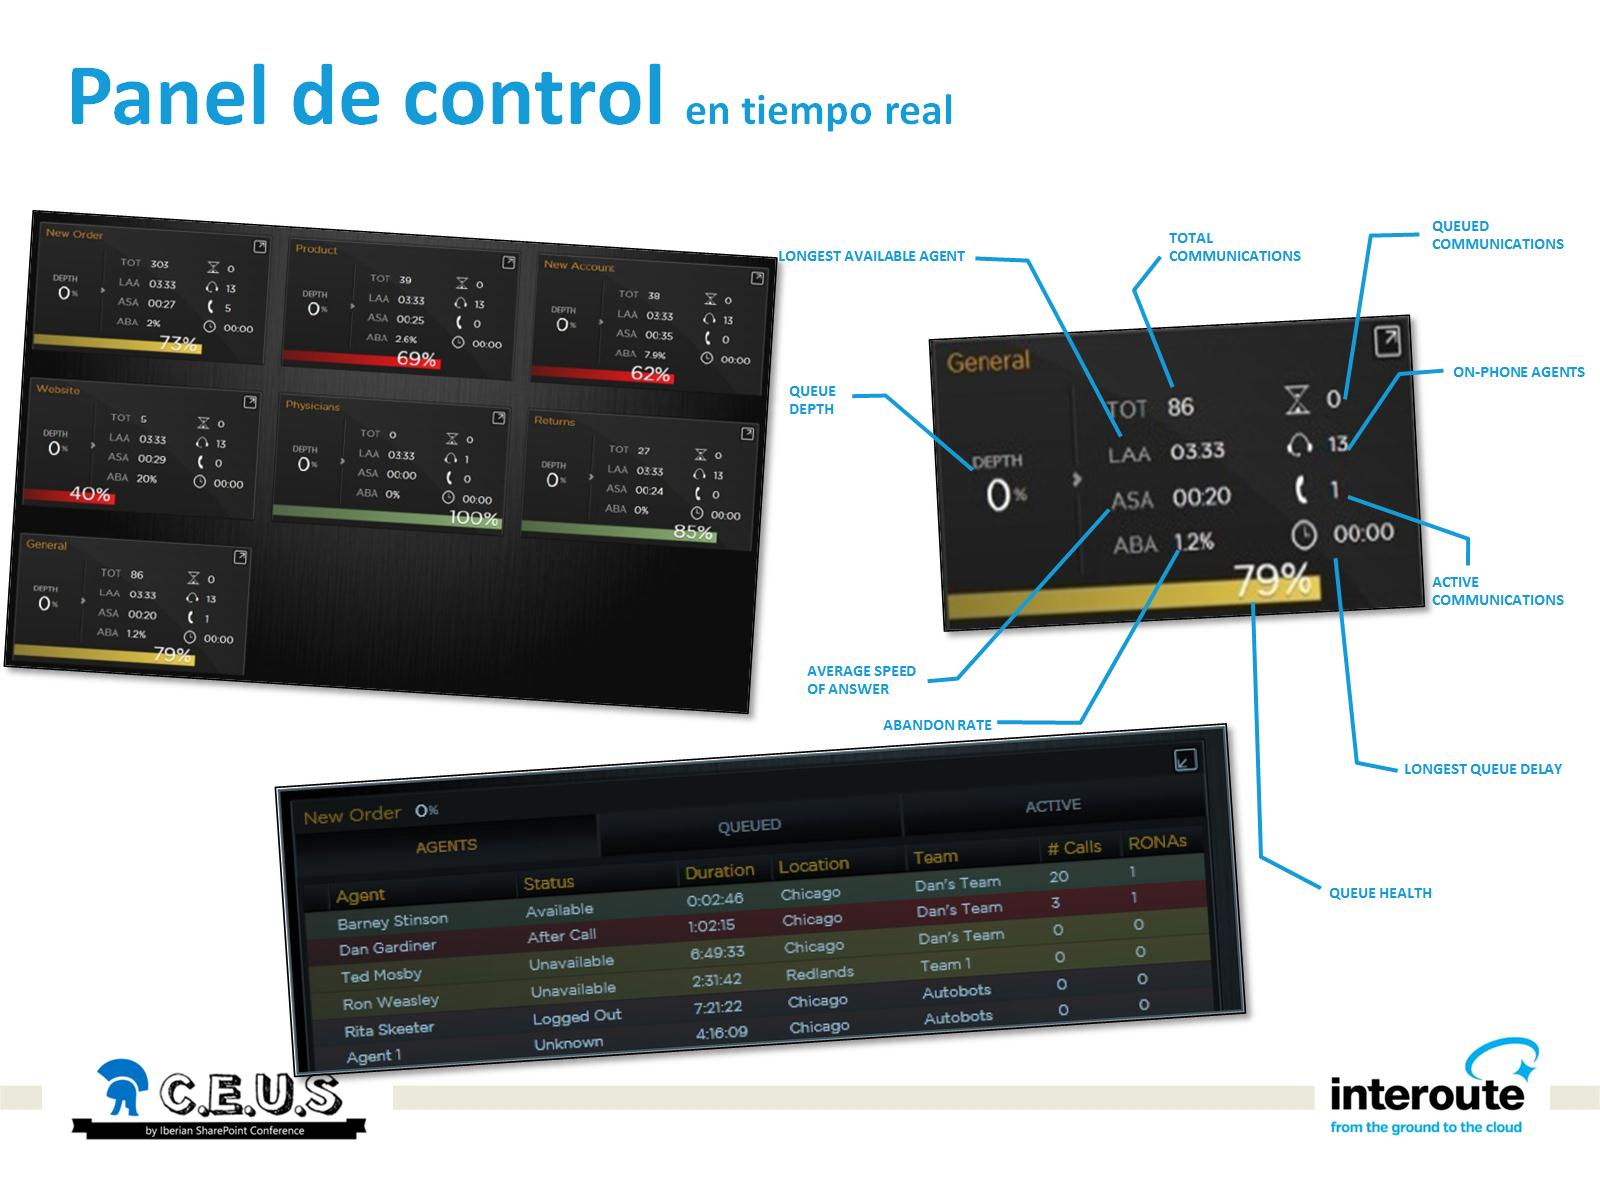 Panel de control en tiempo real
New Order
DEPTH
0%
TOT 303
LAA 03:33
ASA 00:27
ABA 2%
0
13
5
00:00
73%
Product
DEPTH
0%
TOT 39
LAA 03:33
ASA 00:25
ABA 2.6%
0
13
0
00:00
69%
New Account
DEPTH
0%
TOT 38
LAA 03:33
ASA 00:35
ABA 7.9%
0
13
0
00:00
62%
Website
DEPTH
0%
TOT 5
LAA 03:33
ASA 00:29
ABA 20%
0
13
0
00:00
40%
Physicians
DEPTH
0%
TOT 0
LAA 03:33
ASA 00:00
ABA 0%
0
1
0
00:00
100%
Returns
DEPTH
0%
TOT 27
LAA 03:33
ASA 00:24
ABA 0%
0
13
0
00:00
85%
General
DEPTH
0%
TOT 86
LAA 03:33
ASA 00:20
ABA 1.2%
0
13
1
00:00
79%
LONGEST AVAILABLE AGENT
TOTAL
COMMUNICATIONS
QUEUED
COMMUNICATIONS
QUEUE
DEPTH
ON-PHONE AGENTS
General
DEPTH
0%
TOT 86
LAA 03:33
ASA 00:20
ABA 1.2%
0
13
1
00:00
79%
ACTIVE
COMMUNICATIONS
AVERAGE SPEED
OF ANSWER
ABANDON RATE
LONGEST QUEUE DELAY
QUEUE HEALTH
New Order 0%
AGENTS QUEUED ACTIVE
Agent Status Duration Location Team # Calls RONAs
Barney Stinson Available 0:02:46 Chicago Dan's Team 20 1
Dan Gardiner After Call 1:02:15 Chicago Dan's Team 3 1
Ted Mosby Unavailable 6:49:33 Chicago Dan's Team 0 0
Ron Weasley Unavailable 2:31:42 Redlands Team 1 0 0
Rita Skeeter Logged Out 7:21:22 Chicago Autobots 0 0
Agent 1 Unknown 4:16:09 Chicago Autobots 0 0
C.E.U.S
by Iberian SharePoint Conference
interoute
from the ground to the cloud